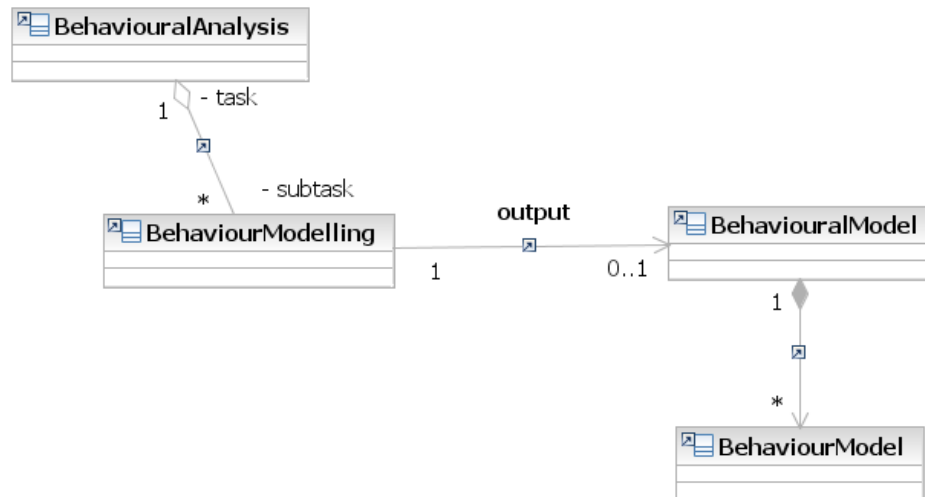 BehaviouralAnalysis
1
- task
*
- subtask
BehaviourModelling
output
1
0..1
BehaviouralModel
1
*
BehaviourModel